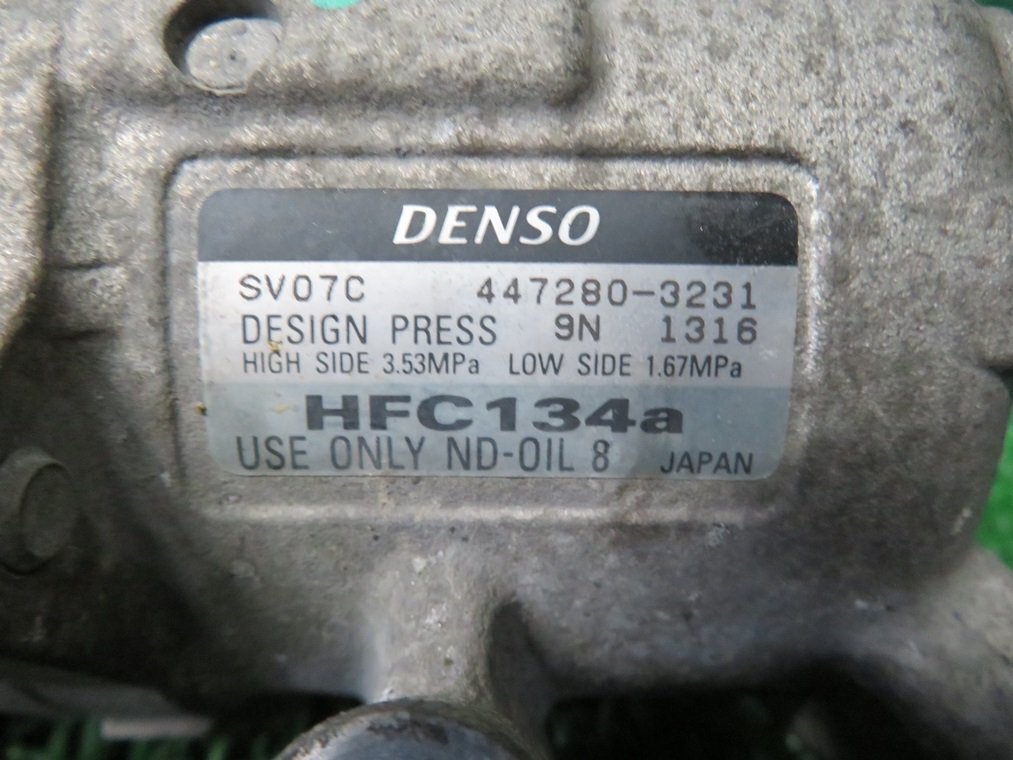 DENSO
SV07C 447280-3231
DESIGN PRESS 9N 1316
HIGH SIDE 3.53MPa LOW SIDE 1.67MPa
HFC134a
USE ONLY ND-OIL 8 JAPAN